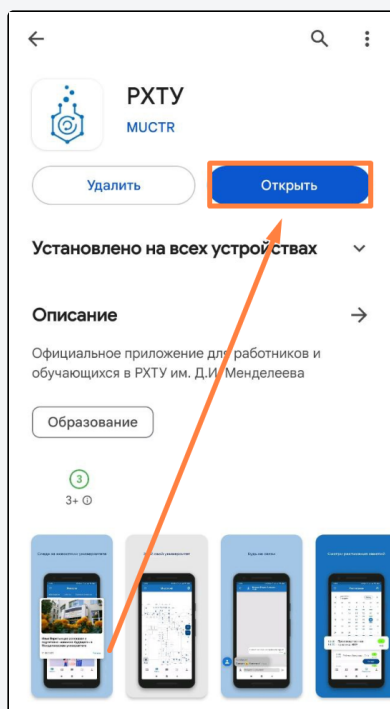 РХТУ
MUCTR
Удалить
Открыть
Установлено на всех устройствах
Описание
Официальное приложение для работников и
обучающихся в РХТУ им. Д.И. Менделеева
Образование
3
3+